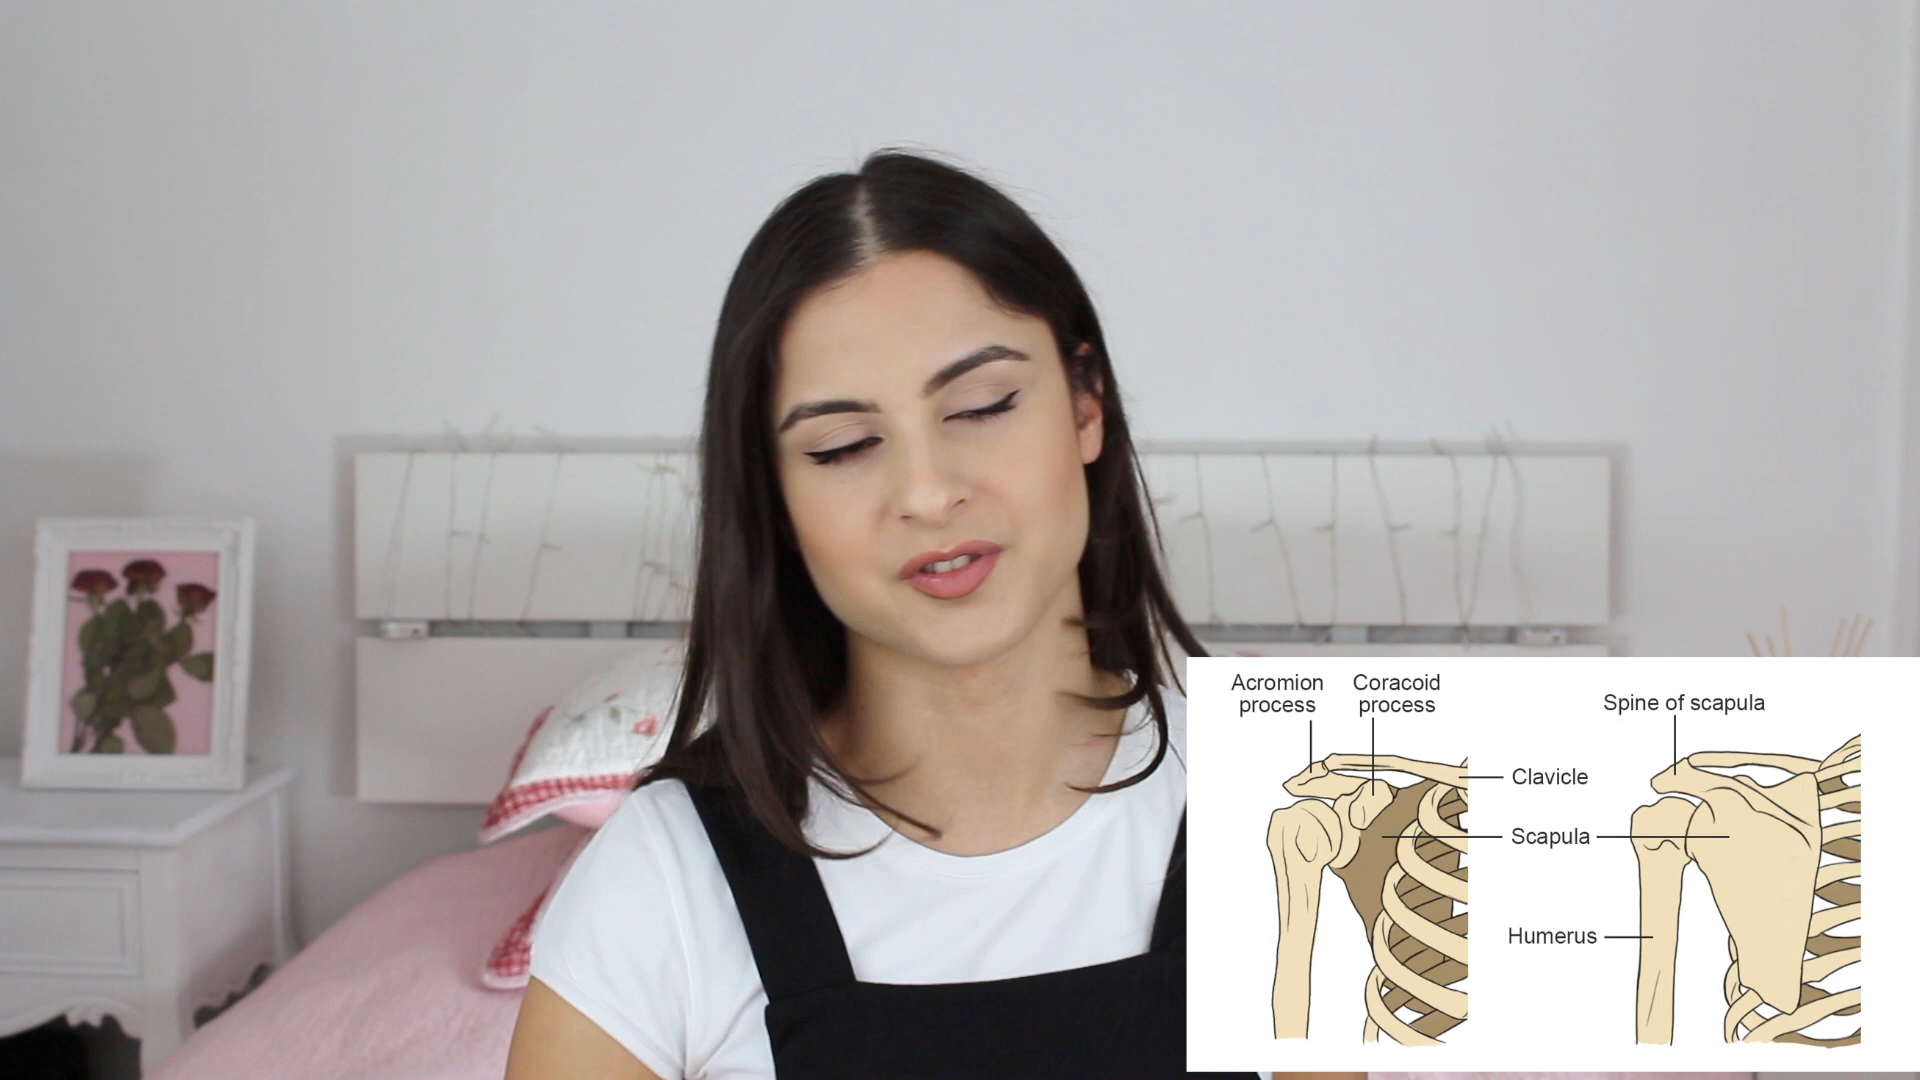 Acromion
process
Coracoid
process
Spine of scapula
Clavicle
Scapula
Humerus